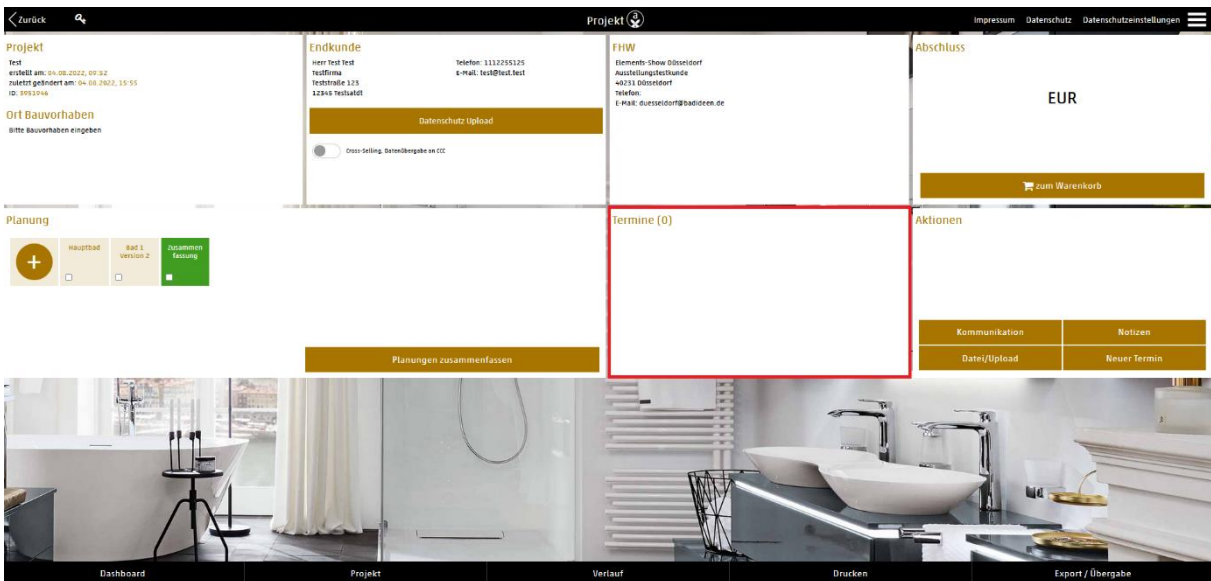 Zurück
Projekt
Impressum Datenschutz Datenschutzeinstellungen
Projekt
Test
erstellt am: 04.08.2022, 09:52
zuletzt geändert am: 04.08.2022, 15:55
ID: 5951946
Ort Bauvorhaben
Bitte Bauvorhaben eingeben
Endkunde
Herr Test Test
Testfirma
Teststraße 123
12345 Testsaldt
Telefon: 1112255125
E-Mail: test@test.test
Datenschutz Upload
Cross-Selling, Datenübergabe an CCC
FHW
Elements-Show Düsseldorf
Ausstellungstestkunde
40231 Düsseldorf
Telefon:
E-Mail: duesseldorf@badideen.de
Abschluss
EUR
zum Warenkorb
Planung
+
Hauptbad
Bad 1
Version 2
Zusammen
fassung
Planungen zusammenfassen
Termine (0)
Aktionen
Kommunikation
Notizen
Datei/Upload
Neuer Termin
Dashboard
Projekt
Verlauf
Drucken
Export / Übergabe